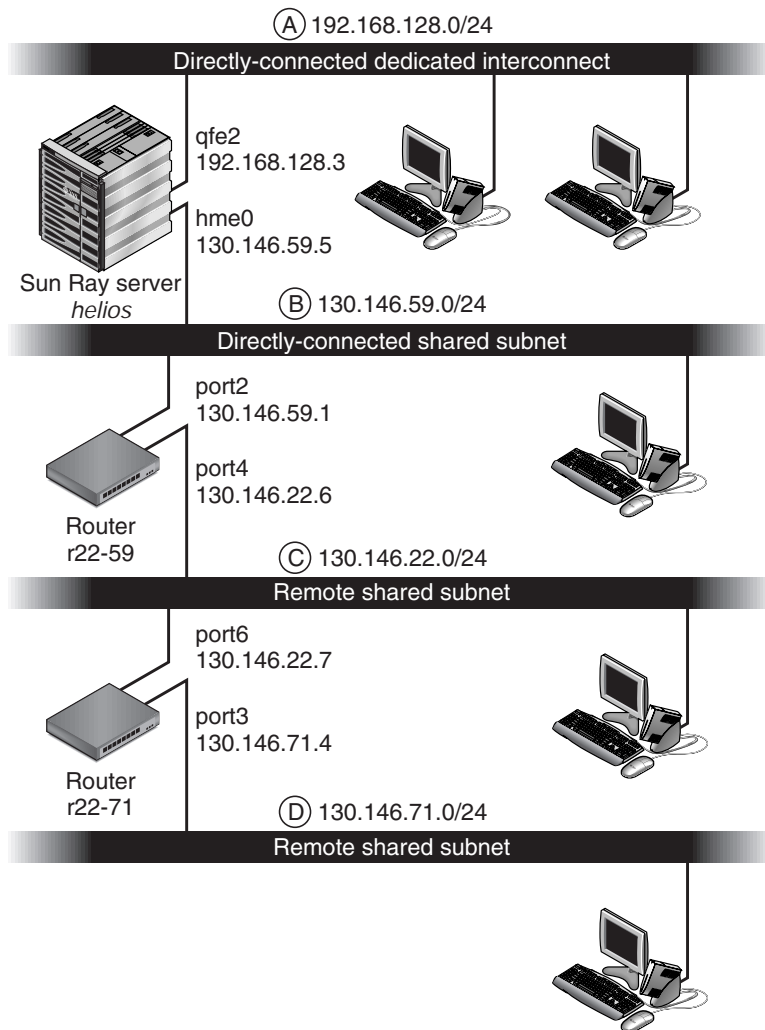 A 192.168.128.0/24
Directly-connected dedicated interconnect
qfe2
192.168.128.3
hme0
130.146.59.5
Sun Ray server
helios
B 130.146.59.0/24
Directly-connected shared subnet
port2
130.146.59.1
port4
130.146.22.6
Router
r22-59
C 130.146.22.0/24
Remote shared subnet
port6
130.146.22.7
port3
130.146.71.4
Router
r22-71
D 130.146.71.0/24
Remote shared subnet